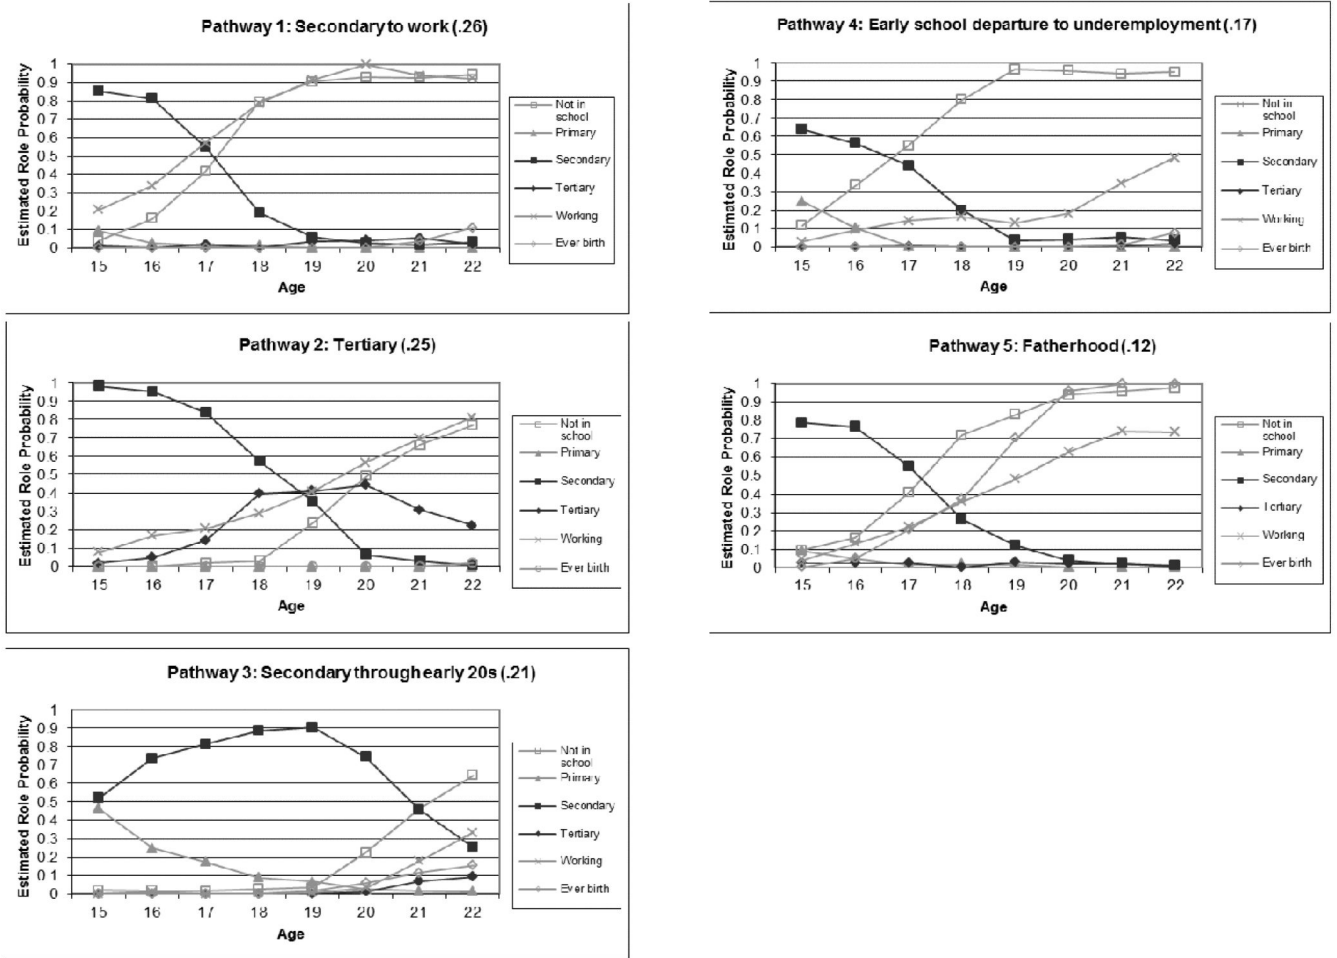 Pathway 1: Secondary to work (.26)
Estimated Role Probability
1
0.9
0.8
0.7
0.6
0.5
0.4
0.3
0.2
0.1
0
15 16 17 18 19 20 21 22
Age
Not in
school
Primary
Secondary
Tertiary
Working
Ever birth
Pathway 2: Tertiary (.25)
Estimated Role Probability
1
0.9
0.8
0.7
0.6
0.5
0.4
0.3
0.2
0.1
0
15 16 17 18 19 20 21 22
Age
Not in
school
Primary
Secondary
Tertiary
Working
Ever birth
Pathway 3: Secondary through early 20s (.21)
Estimated Role Probability
1
0.9
0.8
0.7
0.6
0.5
0.4
0.3
0.2
0.1
0
15 16 17 18 19 20 21 22
Age
Not in
school
Primary
Secondary
Tertiary
Working
Ever birth
Pathway 4: Early school departure to underemployment (.17)
Estimated Role Probability
1
0.9
0.8
0.7
0.6
0.5
0.4
0.3
0.2
0.1
0
15 16 17 18 19 20 21 22
Age
Not in
school
Primary
Secondary
Tertiary
Working
Ever birth
Pathway 5: Fatherhood (.12)
Estimated Role Probability
1
0.9
0.8
0.7
0.6
0.5
0.4
0.3
0.2
0.1
0
15 16 17 18 19 20 21 22
Age
Not in
school
Primary
Secondary
Tertiary
Working
Ever birth